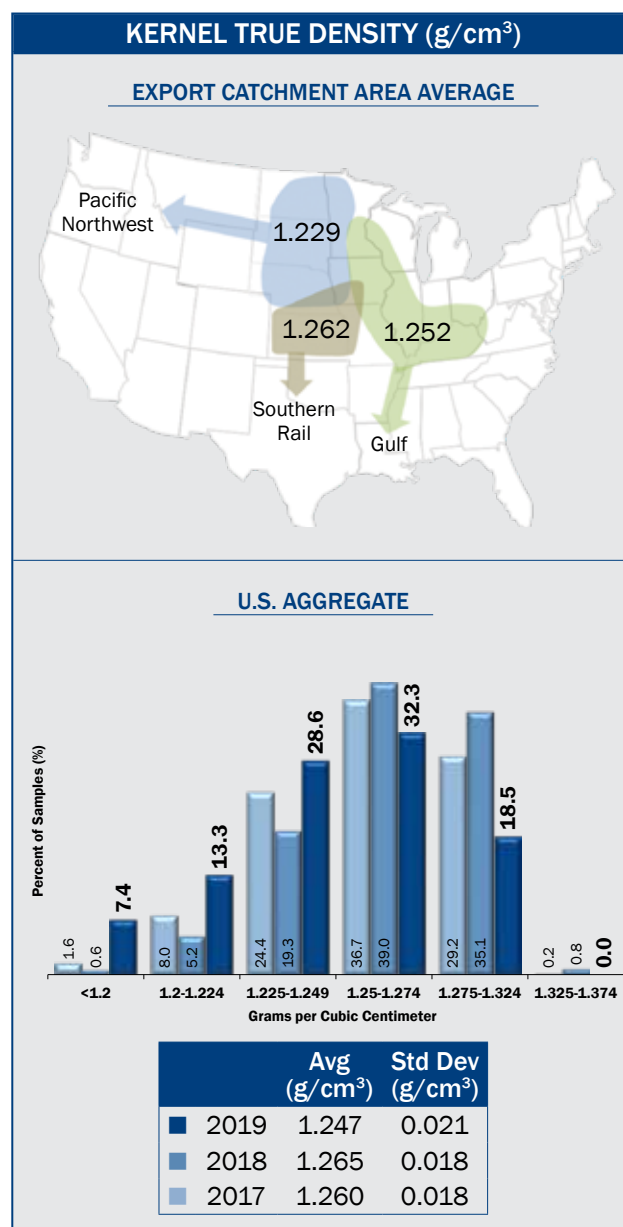 KERNEL TRUE DENSITY (g/cm³)
EXPORT CATCHMENT AREA AVERAGE
Pacific
Northwest
1.229
1.262
1.252
Southern
Rail
Gulf
U.S. AGGREGATE
Percent of Samples (%)
1.6
0.6
7.4
8.0
5.2
13.3
24.4
19.3
28.6
36.7
39.0
32.3
29.2
35.1
18.5
0.2
0.8
0.0
<1.2 1.2-1.224 1.225-1.249 1.25-1.274 1.275-1.324 1.325-1.374
Grams per Cubic Centimeter
Avg Std Dev
(g/cm³) (g/cm³)
2019 1.247 0.021
2018 1.265 0.018
2017 1.260 0.018